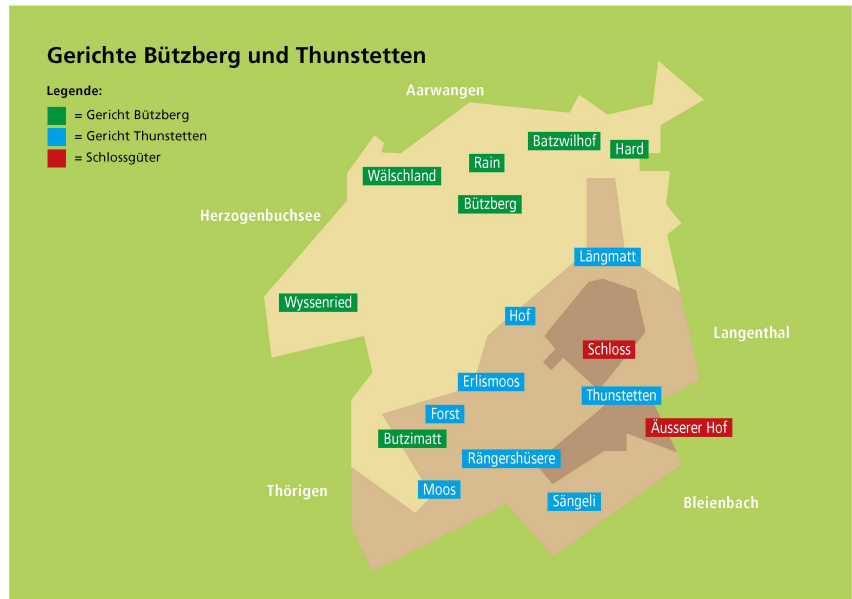 Gerichte Bützberg und Thunstetten
Legende:
= Gericht Bützberg
= Gericht Thunstetten
= Schlossgüter
Aarwangen
Batzwilhof
Hard
Rain
Wälschland
Bützberg
Herzogenbuchsee
Längmatt
Wyssenried
Hof
Langenthal
Schloss
Erlismoos
Thunstetten
Forst
Äusserer Hof
Butzimatt
Rängershüsere
Thörigen
Moos
Sängeli
Bleienbach